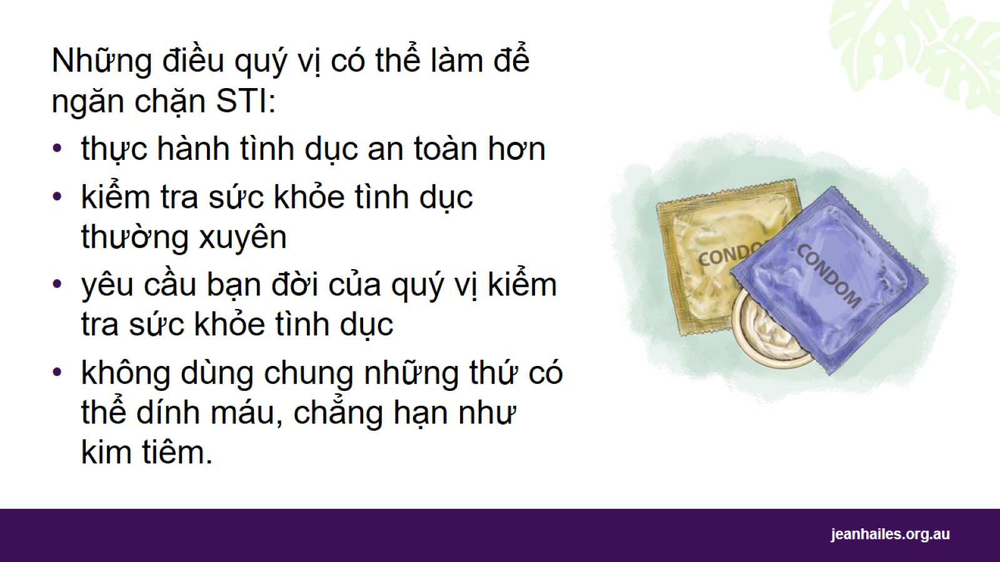 Những điều quý vị có thể làm để
ngăn chặn STI:
• thực hành tình dục an toàn hơn
• kiểm tra sức khỏe tình dục
thường xuyên
• yêu cầu bạn đời của quý vị kiểm
tra sức khỏe tình dục
• không dùng chung những thứ có
thể dính máu, chẳng hạn như
kim tiêm.
CONDO
CONDOM
jeanhailes.org.au